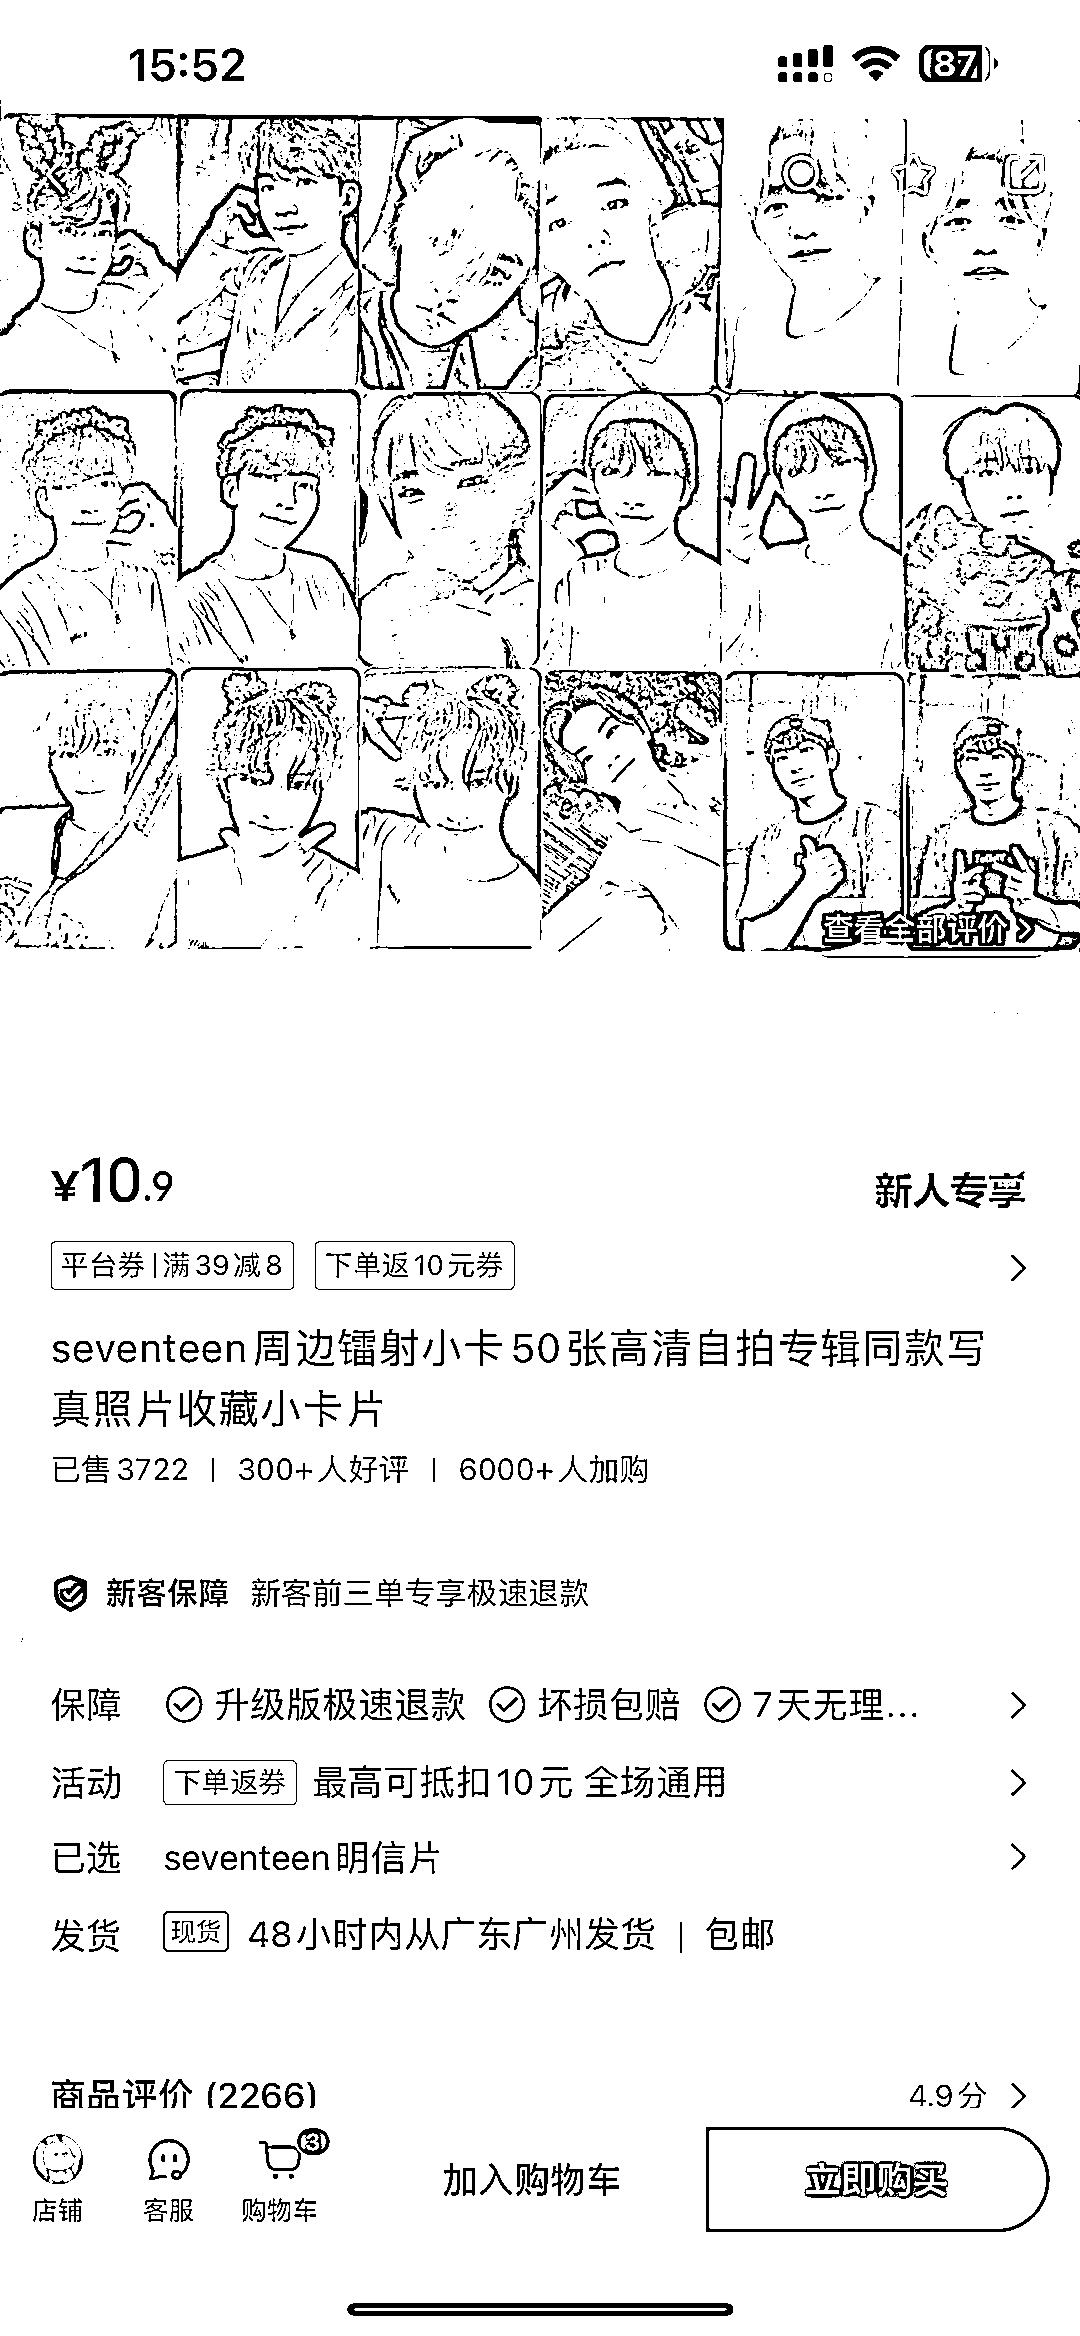 15:52
87
查看全部评价 >
¥10.9
新人专享
平台券|满39减8 下单返10元券
seventeen周边镭射小卡50张高清自拍专辑同款写
真照片收藏小卡片
已售3722 | 300+人好评 | 6000+人加购
新客保障 新客前三单专享极速退款
保障 升级版极速退款 坏损包赔 7天无理...
活动 下单返券 最高可抵扣10元 全场通用
已选 seventeen明信片
发货 现货 48小时内从广东广州发货 | 包邮
商品评价 (2266) 4.9分
3
店铺 客服 购物车 加入购物车 立即购买